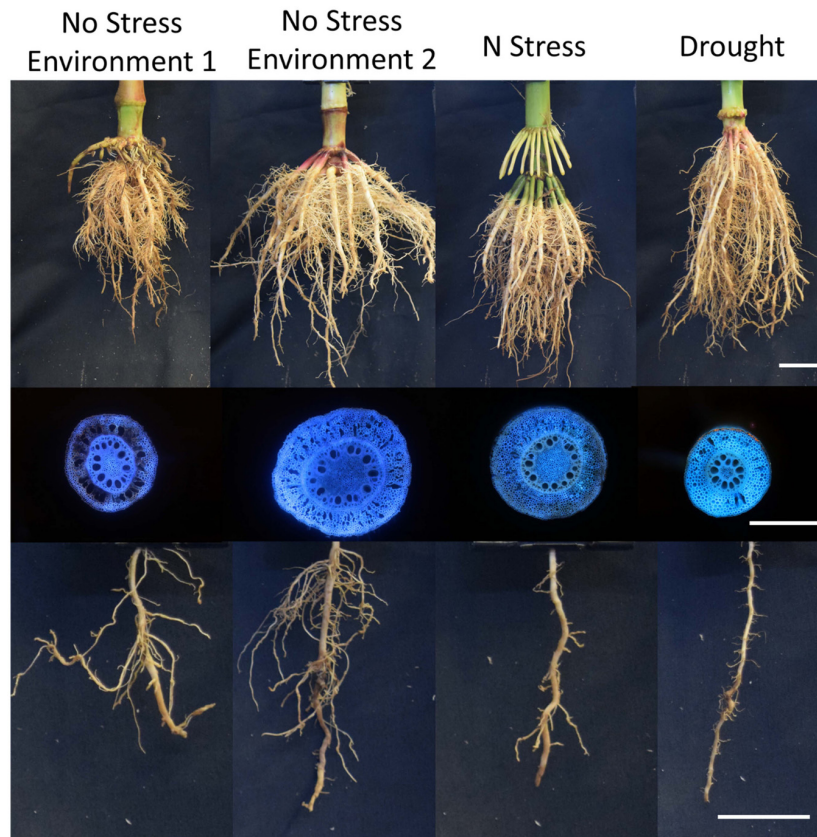 No Stress
Environment 1
No Stress
Environment 2
N Stress
Drought